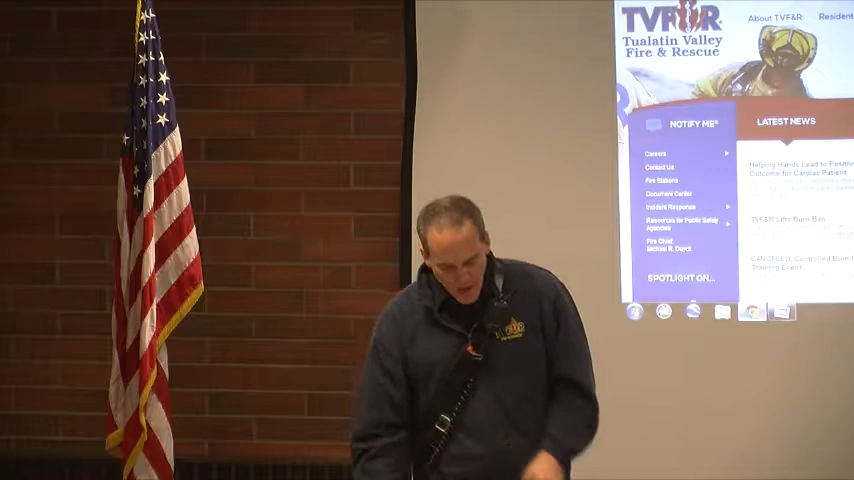 TVF&R
Tualatin Valley
Fire & Rescue
About TVF&R
Resident
NOTIFY ME
LATEST NEWS
Careers
Contact Us
Fire Stations
Document Center
Incident Response
Resources for Public Safety
Agencies
Fire Chief
Michael R. Duyck
SPOTLIGHT ON...
Helping Hands Lead to Positive
Outcome for Cardiac Patient
TVF&R Lifts Burn Ban
CANCELED: Controlled Burn
Training Event